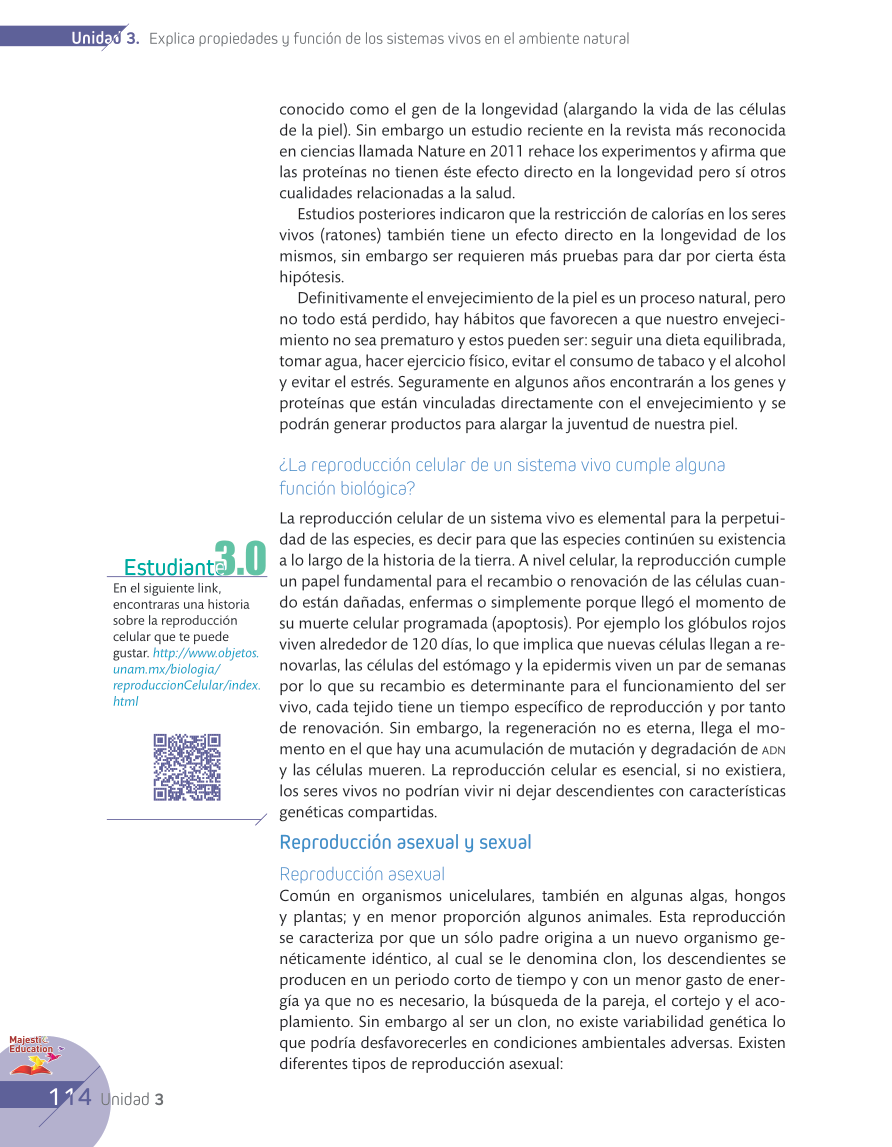 Unidad 3. Explica propiedades y función de los sistemas vivos en el ambiente natural
conocido como el gen de la longevidad (alargando la vida de las células
de la piel). Sin embargo un estudio reciente en la revista más reconocida
en ciencias llamada Nature en 2011 rehace los experimentos y afirma que
las proteínas no tienen éste efecto directo en la longevidad pero sí otros
cualidades relacionadas a la salud.
Estudios posteriores indicaron que la restricción de calorías en los seres
vivos (ratones) también tiene un efecto directo en la longevidad de los
mismos, sin embargo ser requieren más pruebas para dar por cierta ésta
hipótesis.
Definitivamente el envejecimiento de la piel es un proceso natural, pero
no todo está perdido, hay hábitos que favorecen a que nuestro envejeci-
miento no sea prematuro y estos pueden ser: seguir una dieta equilibrada,
tomar agua, hacer ejercicio físico, evitar el consumo de tabaco y el alcohol
y evitar el estrés. Seguramente en algunos años encontrarán a los genes y
proteínas que están vinculadas directamente con el envejecimiento y se
podrán generar productos para alargar la juventud de nuestra piel.
¿La reproducción celular de un sistema vivo cumple alguna
función biológica?
La reproducción celular de un sistema vivo es elemental para la perpetui-
dad de las especies, es decir para que las especies continúen su existencia
a lo largo de la historia de la tierra. A nivel celular, la reproducción cumple
un papel fundamental para el recambio o renovación de las células cuan-
do están dañadas, enfermas o simplemente porque llegó el momento de
su muerte celular programada (apoptosis). Por ejemplo los glóbulos rojos
viven alrededor de 120 días, lo que implica que nuevas células llegan a re-
novarlas, las células del estómago y la epidermis viven un par de semanas
por lo que su recambio es determinante para el funcionamiento del ser
vivo, cada tejido tiene un tiempo específico de reproducción y por tanto
de renovación. Sin embargo, la regeneración no es eterna, llega el mo-
mento en el que hay una acumulación de mutación y degradación de ADN
y las células mueren. La reproducción celular es esencial, si no existiera,
los seres vivos no podrían vivir ni dejar descendientes con características
genéticas compartidas.
Estudiante 3.0
En el siguiente link,
encontraras una historia
sobre la reproducción
celular que te puede
gustar. http://www.objetos.
unam.mx/biologia/
reproduccionCelular/index.
html
Reproducción asexual y sexual
Reproducción asexual
Común en organismos unicelulares, también en algunas algas, hongos
y plantas; y en menor proporción algunos animales. Esta reproducción
se caracteriza por que un sólo padre origina a un nuevo organismo ge-
néticamente idéntico, al cual se le denomina clon, los descendientes se
producen en un periodo corto de tiempo y con un menor gasto de ener-
gía ya que no es necesario, la búsqueda de la pareja, el cortejo y el aco-
plamiento. Sin embargo al ser un clon, no existe variabilidad genética lo
que podría desfavorecerles en condiciones ambientales adversas. Existen
diferentes tipos de reproducción asexual:
Majestic
Education
114 Unidad 3